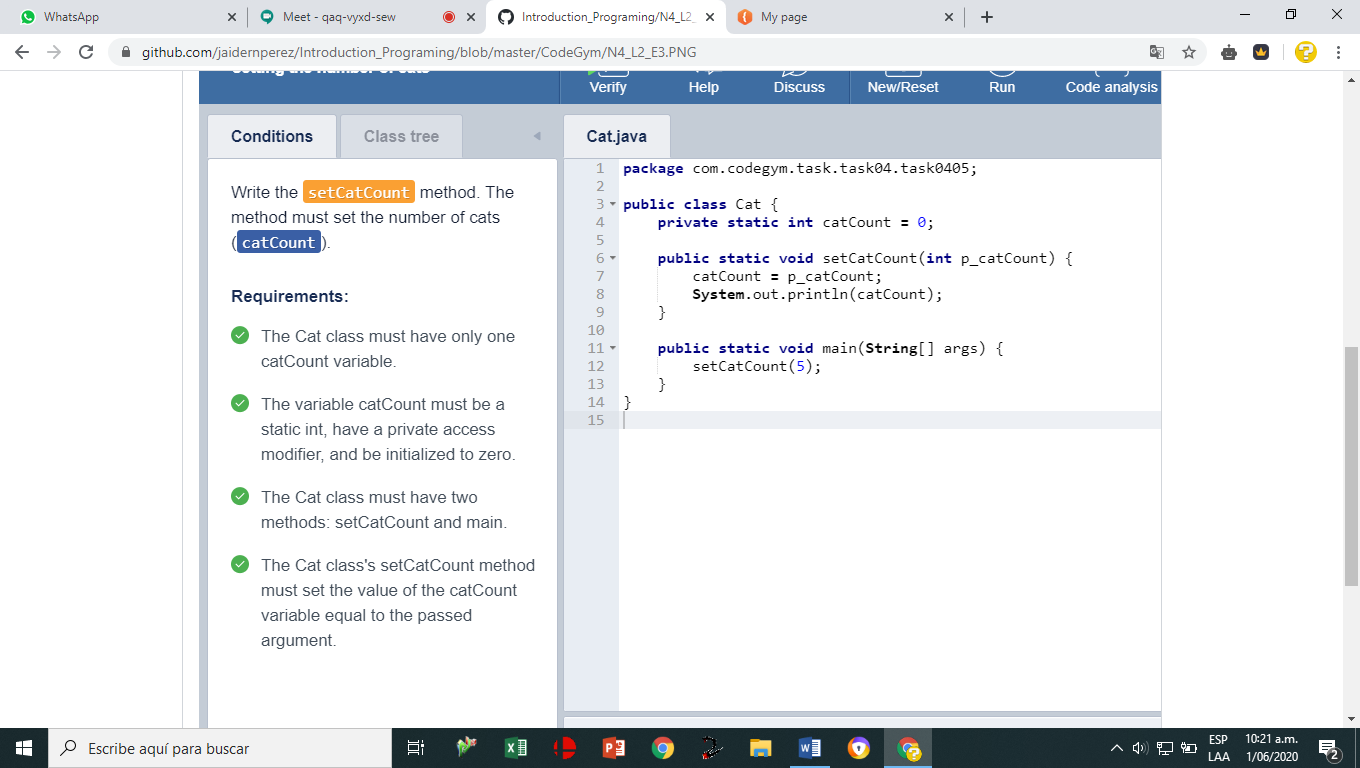 WhatsApp
Meet - qaq-vyxd-sew
Introduction_Programing/N4_L2_
My page
github.com/jaidernperez/Introduction_Programing/blob/master/CodeGym/N4_L2_E3.PNG
Verify Help Discuss New/Reset Run Code analysis
Conditions Class tree
Write the setCatCount method. The
method must set the number of cats
(catCount).
Requirements:
The Cat class must have only one
catCount variable.
The variable catCount must be a
static int, have a private access
modifier, and be initialized to zero.
The Cat class must have two
methods: setCatCount and main.
The Cat class's setCatCount method
must set the value of the catCount
variable equal to the passed
argument.
Cat.java
1 package com.codegym.task.task04.task0405;
2
3 public class Cat {
4 private static int catCount = 0;
5
6 public static void setCatCount(int p_catCount) {
7 catCount = p_catCount;
8 System.out.println(catCount);
9 }
10
11 public static void main(String[] args) {
12 setCatCount(5);
13 }
14 }
15
Escribe aquí para buscar
ESP
LAA
10:21 a.m.
1/06/2020
2